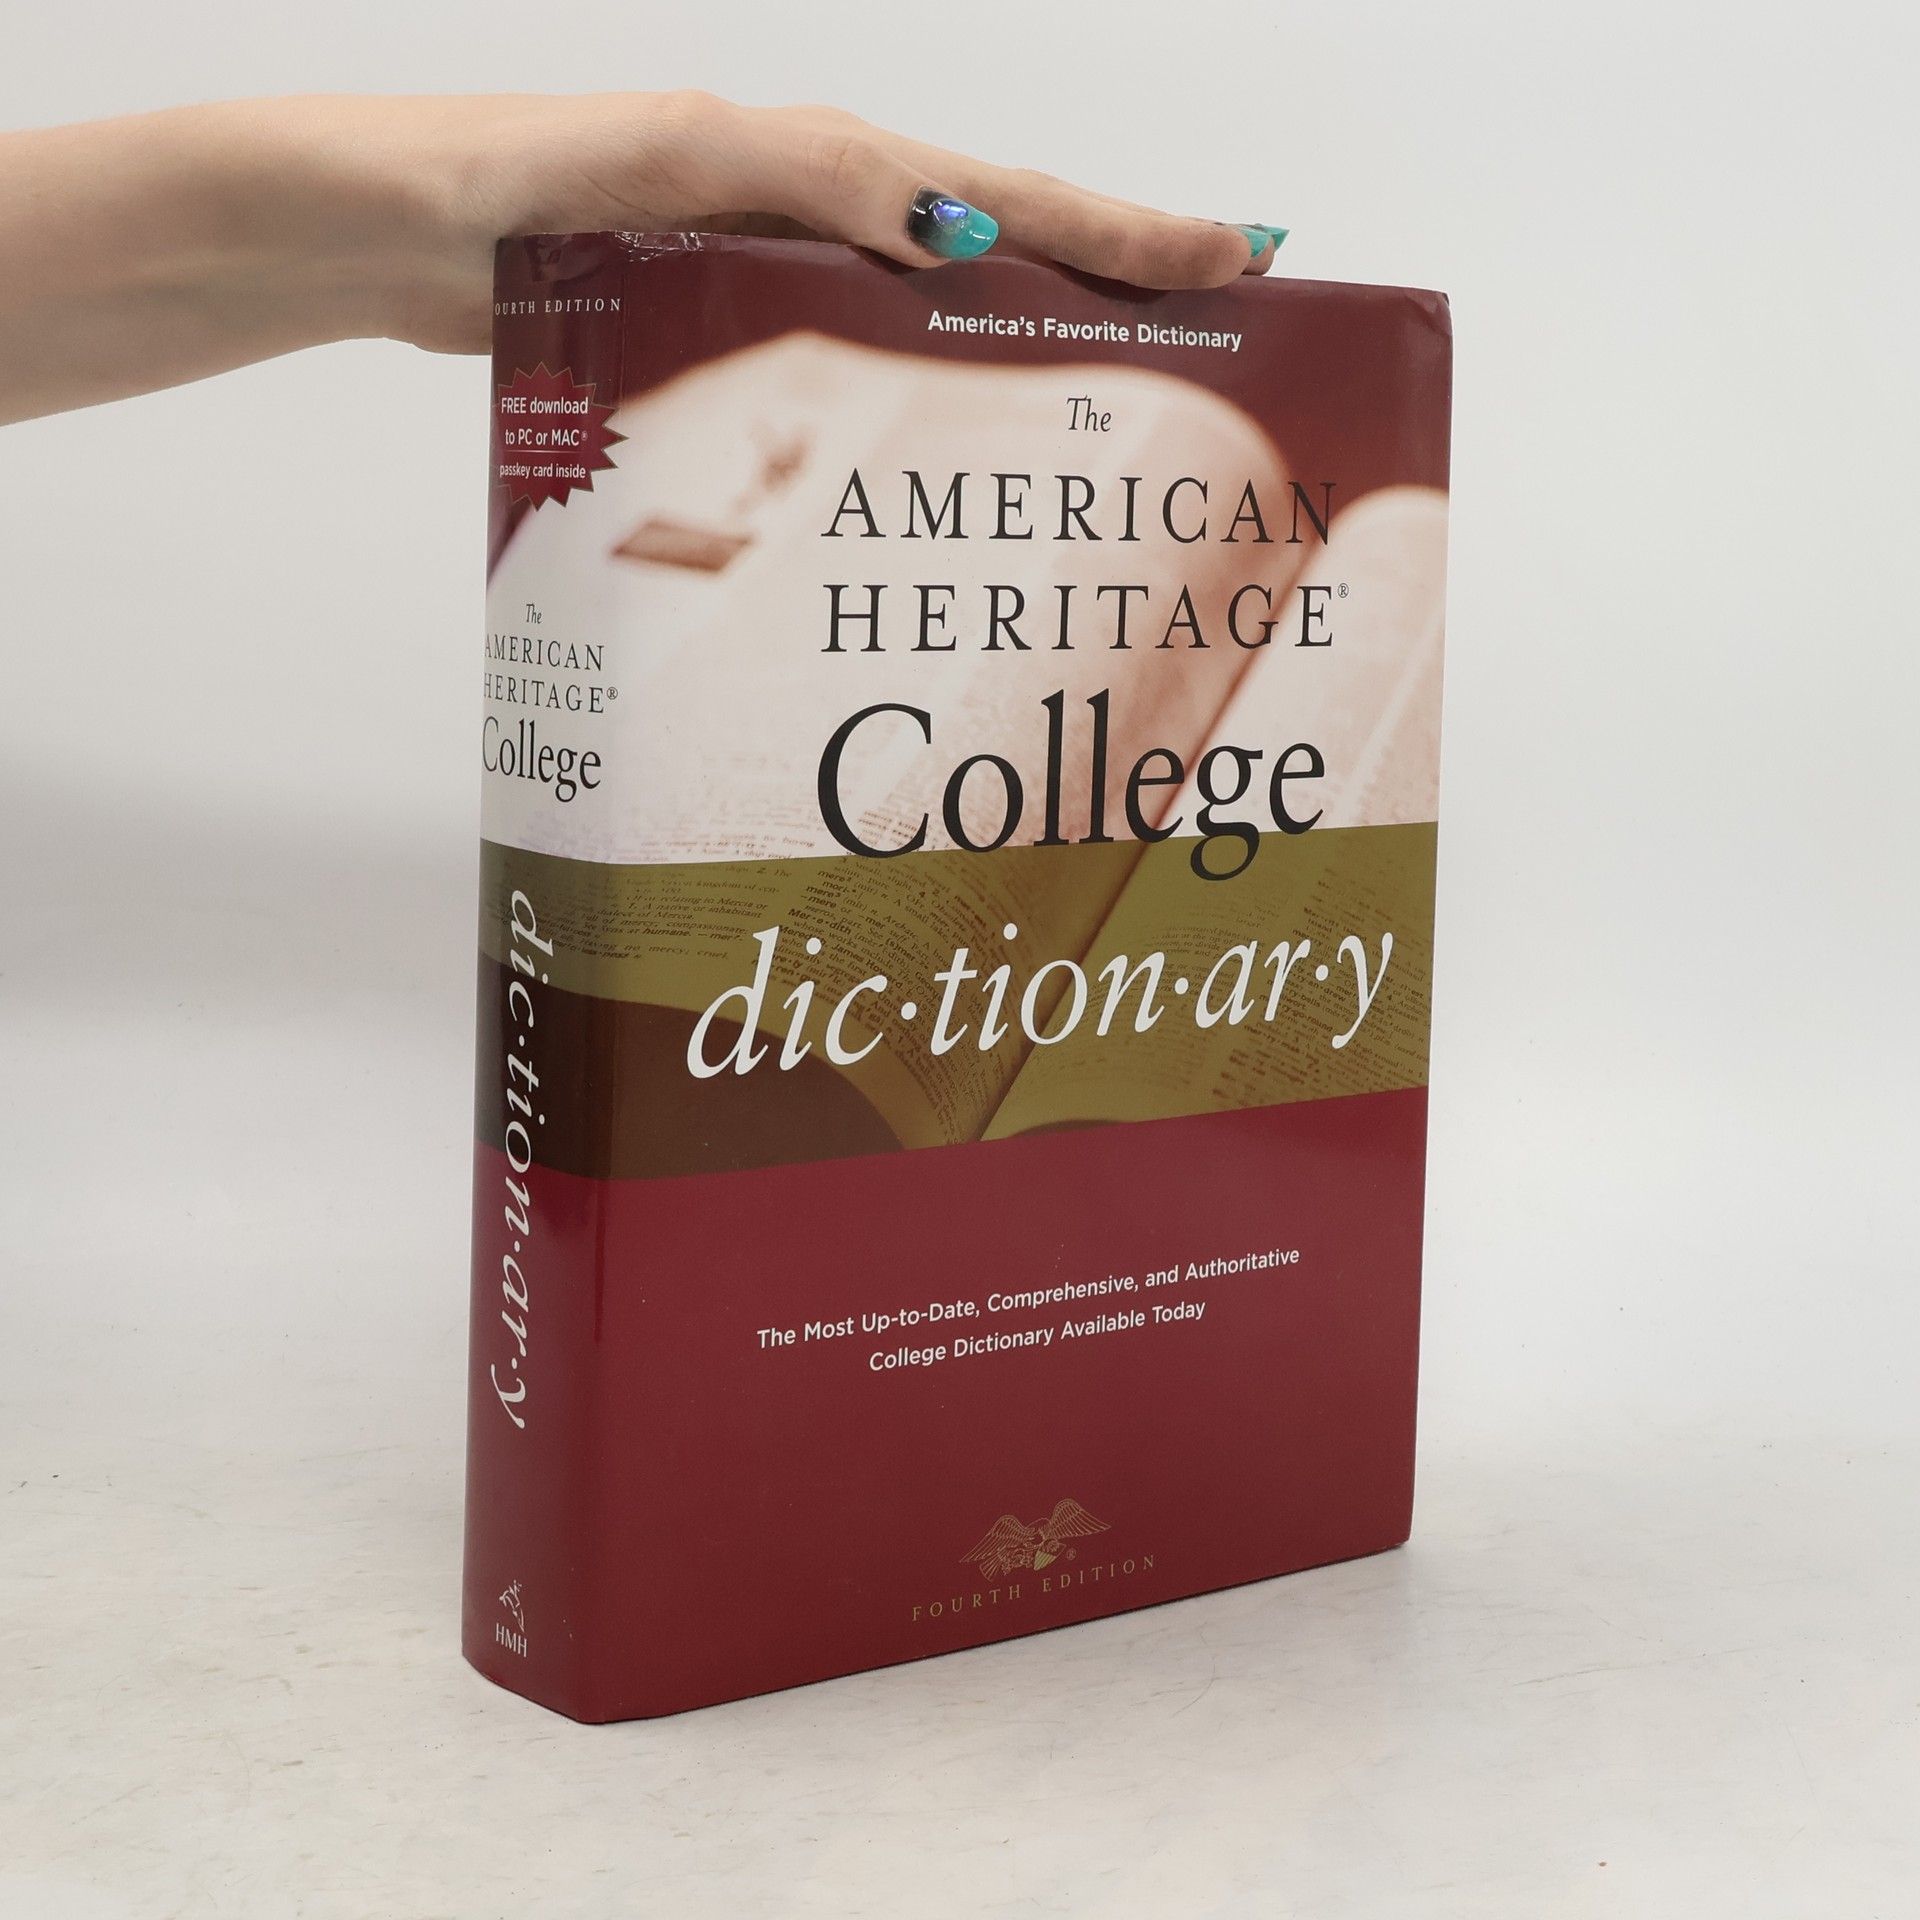 OURTH EDITION
FREE download
to PC or MAC®
passkey card inside
The
AMERICAN
HERITAGE®
College
dic·tion·ar·y
HMH
America's Favorite Dictionary
The
AMERICAN
HERITAGE®
College
dic·tion·ar·y
The Most Up-to-Date, Comprehensive, and Authoritative
College Dictionary Available Today
®
FOURTH EDITION